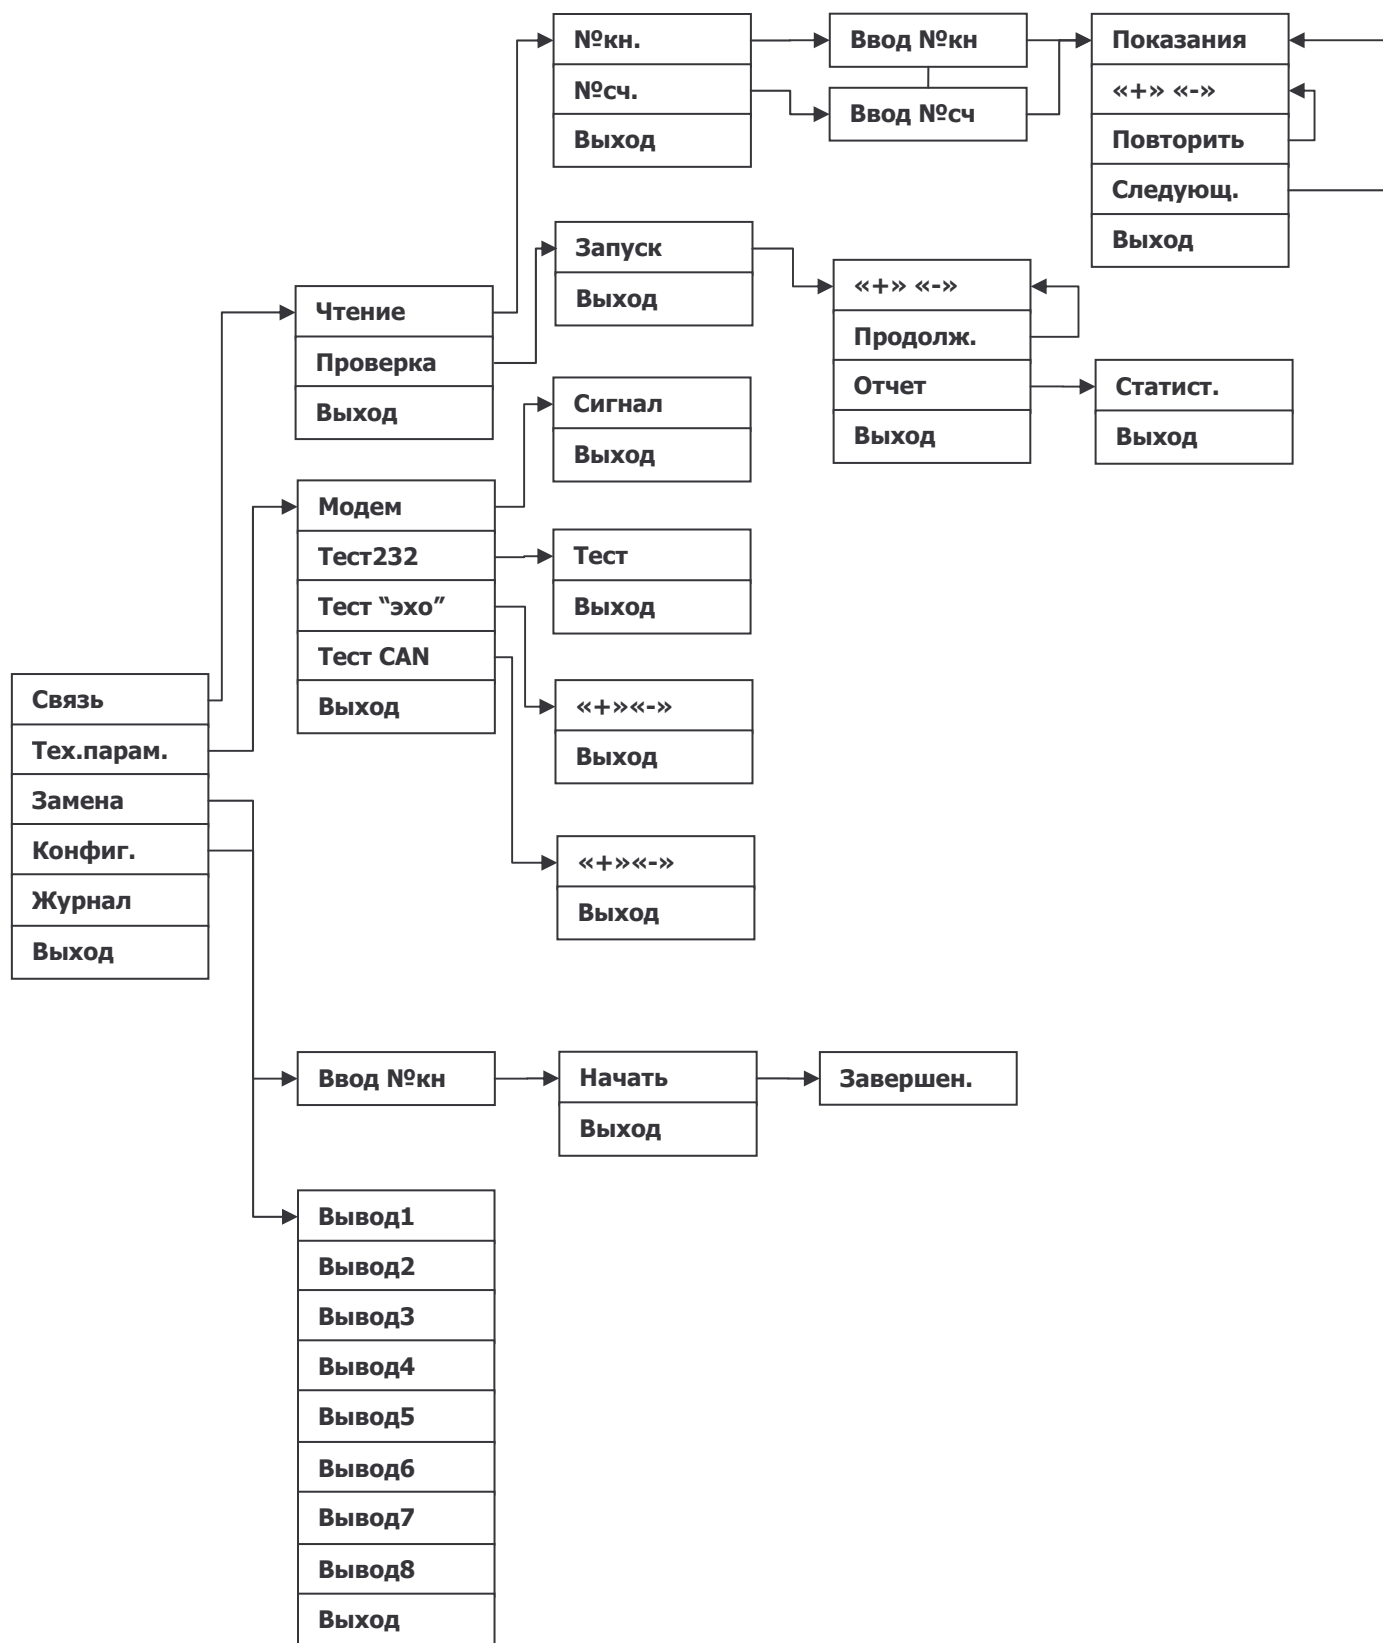 №кн.
№сч.
Выход
Ввод №кн
Ввод №сч
Показания
«+» «-»
Повторить
Следующ.
Выход
Запуск
Выход
«+» «-»
Продолж.
Отчет
Выход
Статист.
Выход
Чтение
Проверка
Выход
Сигнал
Выход
Модем
Тест232
Тест “эхо”
Тест CAN
Выход
Тест
Выход
«+»«-»
Выход
«+»«-»
Выход
Связь
Тех.парам.
Замена
Конфиг.
Журнал
Выход
Ввод №кн
Начать
Выход
Завершен.
Вывод1
Вывод2
Вывод3
Вывод4
Вывод5
Вывод6
Вывод7
Вывод8
Выход